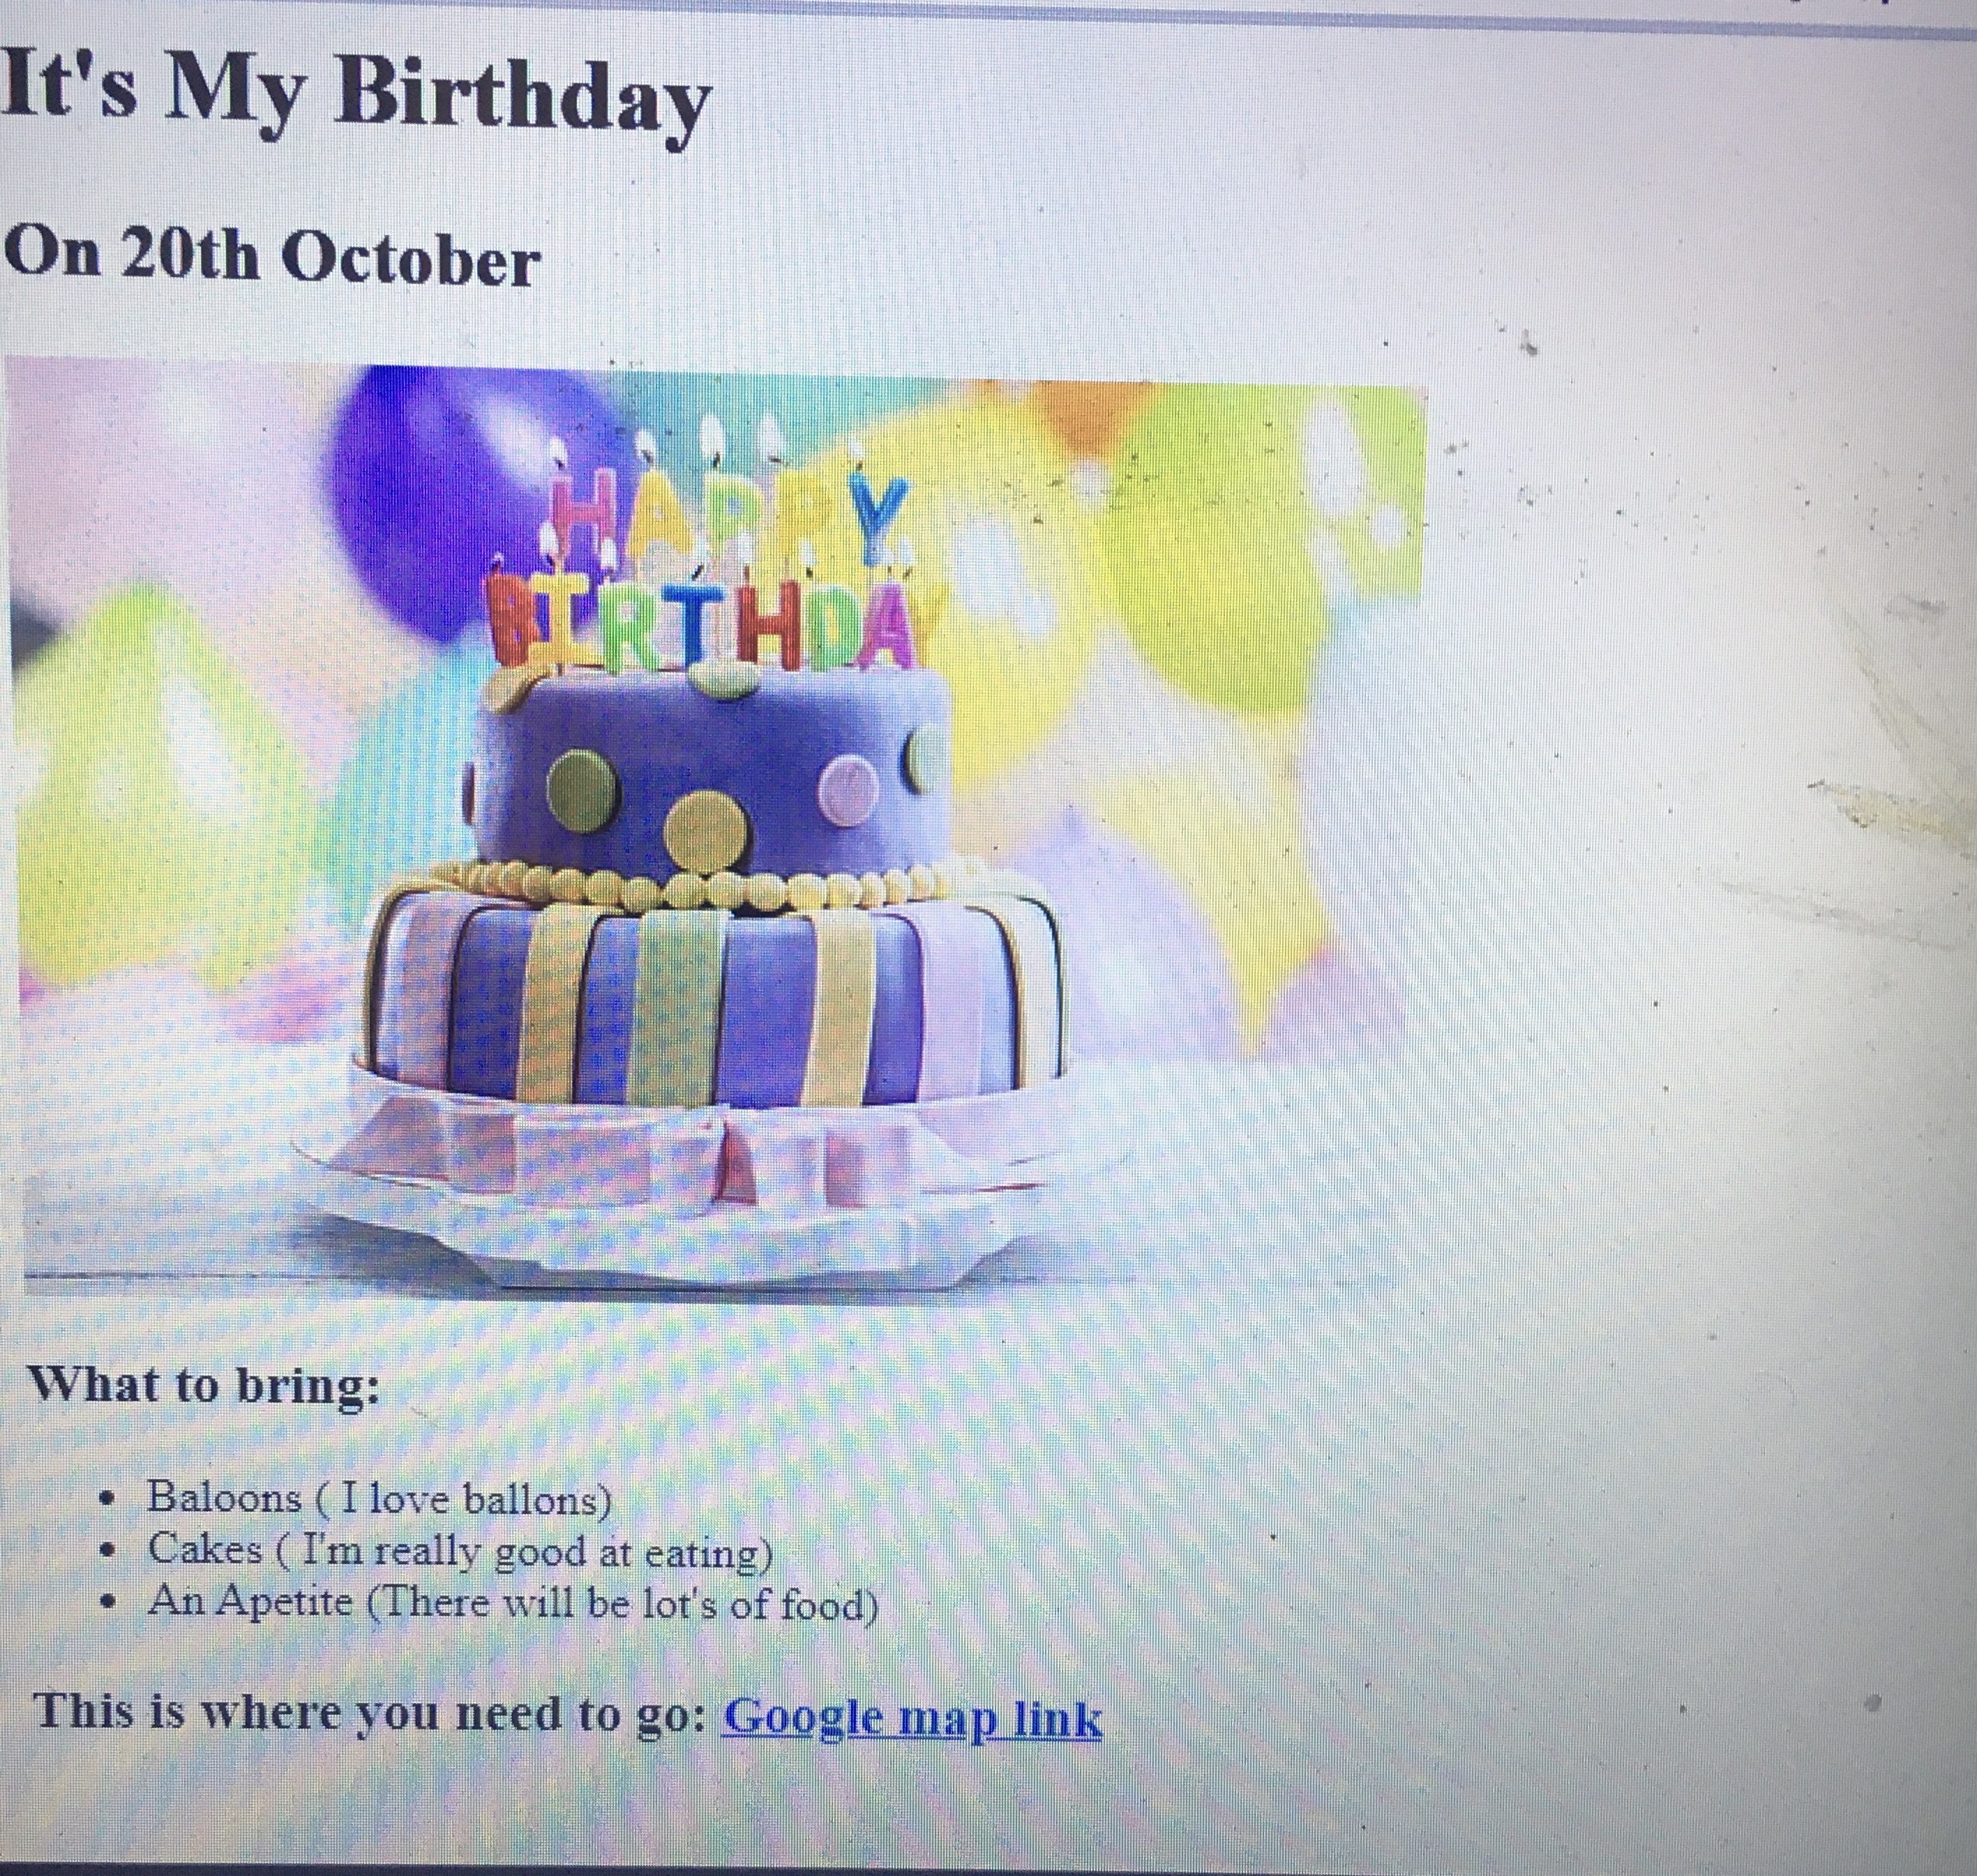 It's My Birthday
On 20th October
HAPPY
BIRTHDAY
What to bring:
Baloons ( I love ballons)
Cakes ( I'm really good at eating)
An Apetite (There will be lot's of food)
This is where you need to go: Google map link